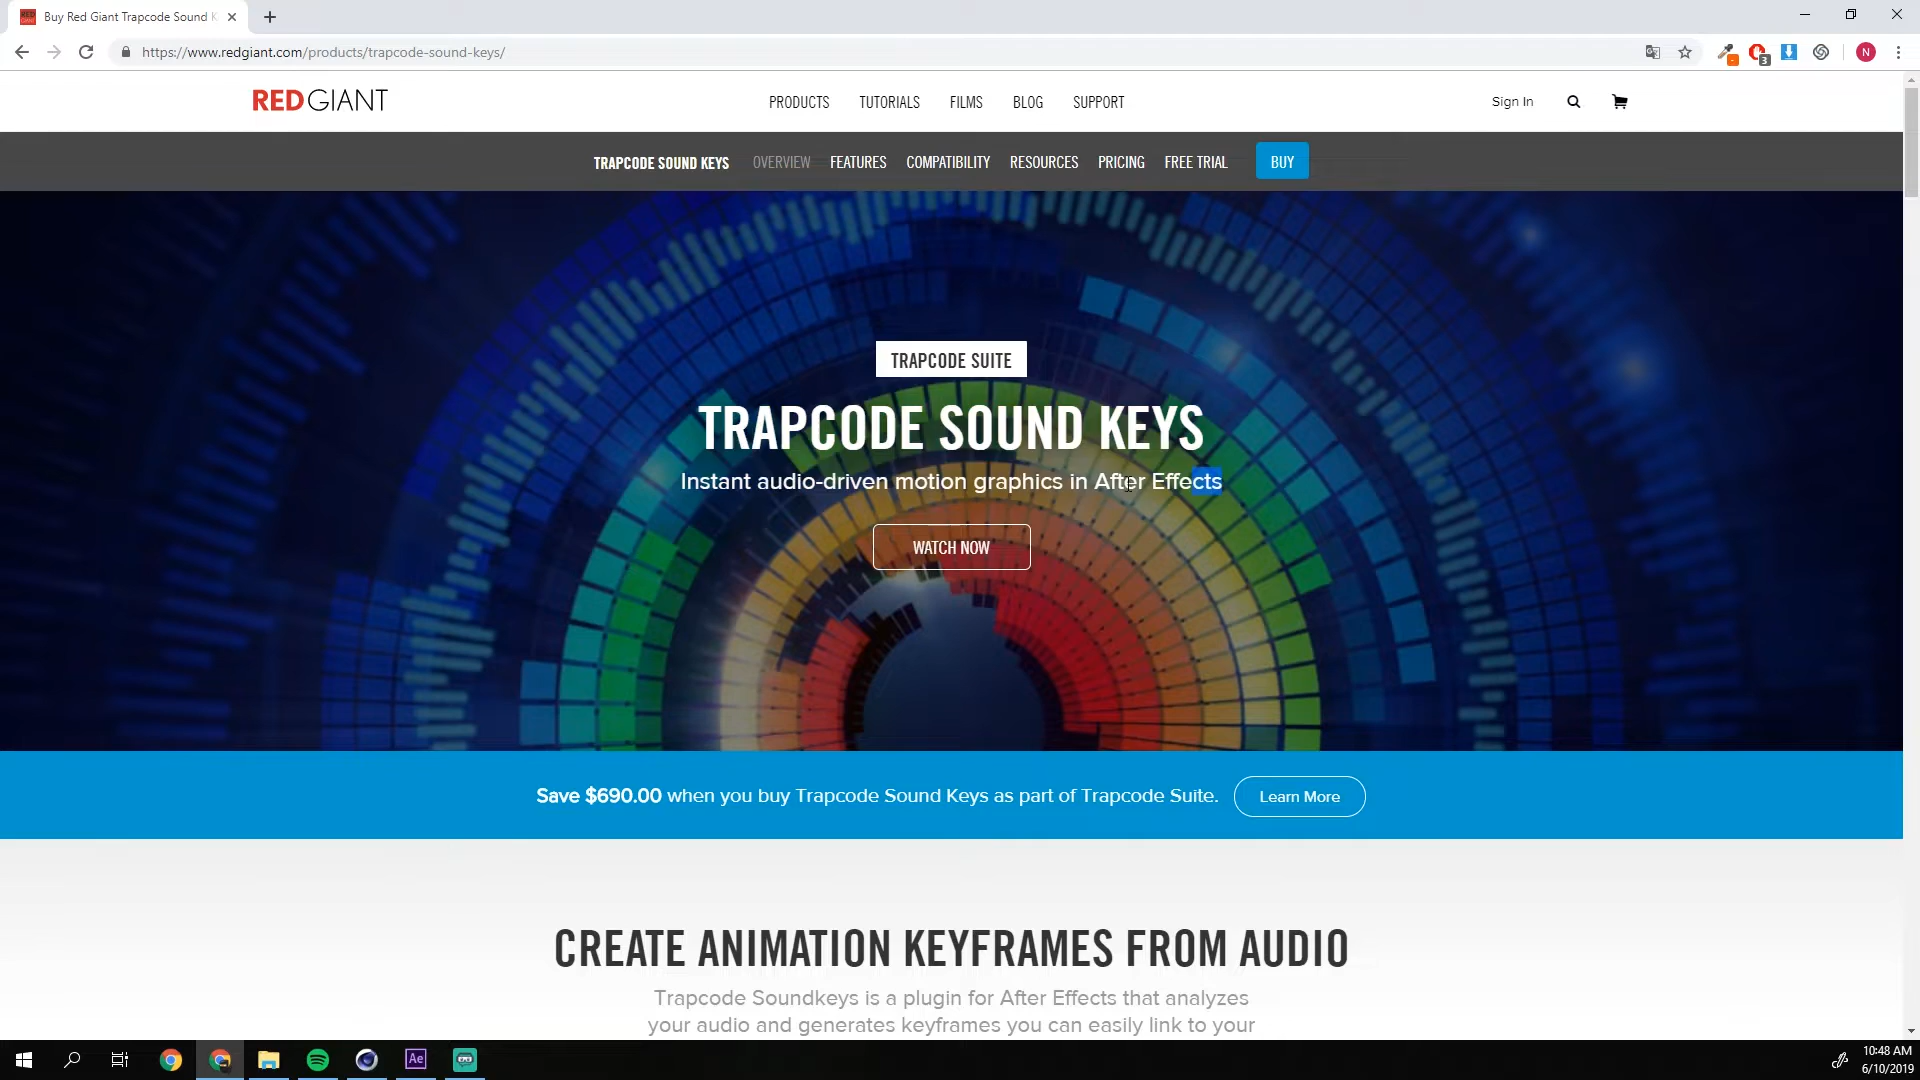 Buy Red Giant Trapcode Sound K
https://www.redgiant.com/products/trapcode-sound-keys/
3
N
REDGIANT
PRODUCTS TUTORIALS FILMS BLOG SUPPORT
Sign In
TRAPCODE SOUND KEYS OVERVIEW FEATURES COMPATIBILITY RESOURCES PRICING FREE TRIAL BUY
TRAPCODE SUITE
TRAPCODE SOUND KEYS
Instant audio-driven motion graphics in After Effects
WATCH NOW
Save $690.00 when you buy Trapcode Sound Keys as part of Trapcode Suite. Learn More
CREATE ANIMATION KEYFRAMES FROM AUDIO
Trapcode Soundkeys is a plugin for After Effects that analyzes
your audio and generates keyframes you can easily link to your
Ae
10:48 AM
6/10/2019